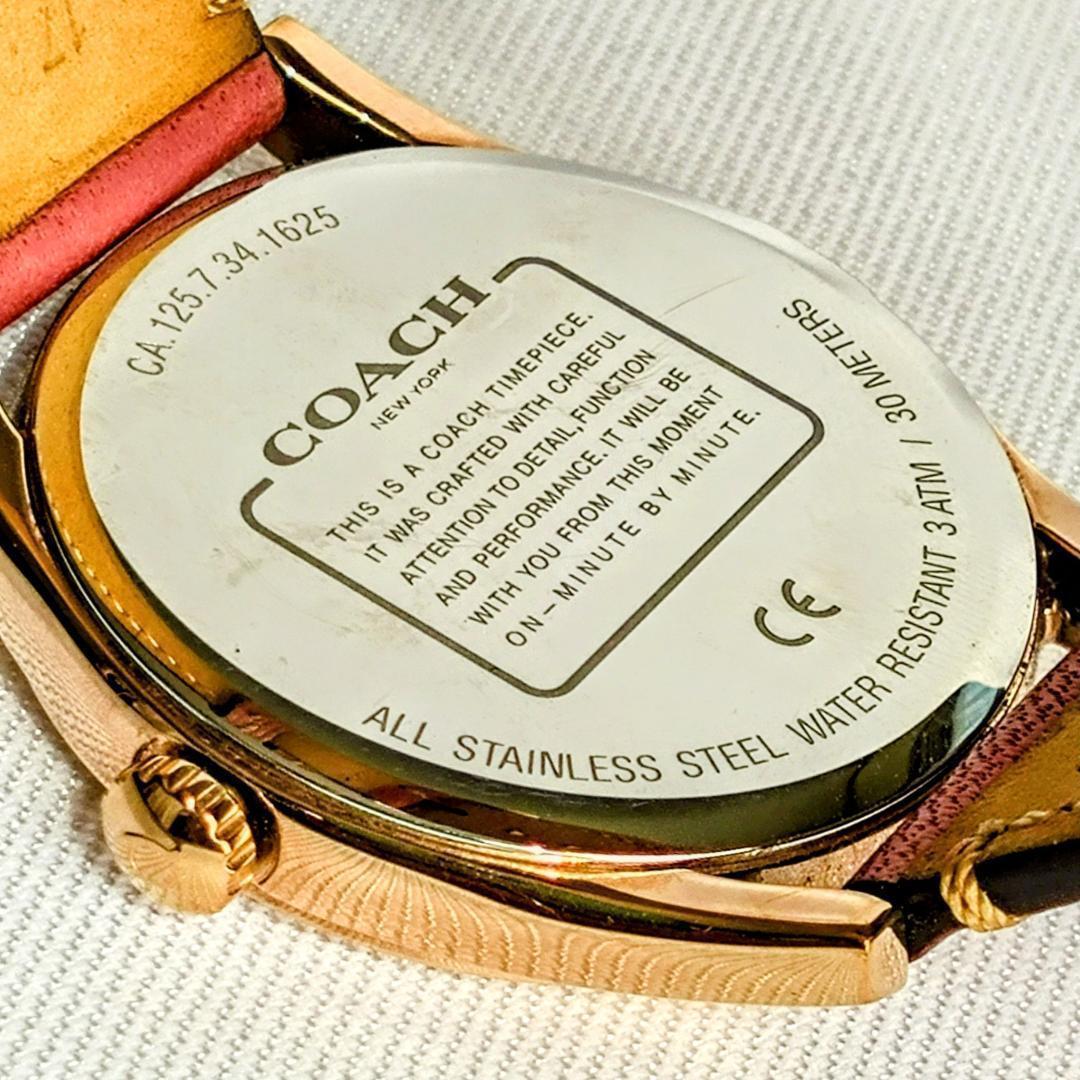 CA.125.7.34.1625
COACH
NEW YORK
THIS IS A COACH TIMEPIECE.
IT WAS CRAFTED WITH CAREFUL
ATTENTION TO DETAIL, FUNCTION
AND PERFORMANCE. IT WILL BE
WITH YOU FROM THIS MOMENT
ON – MINUTE BY MINUTE.
CE
ALL STAINLESS STEEL WATER RESISTANT 3 ATM / 30 METERS